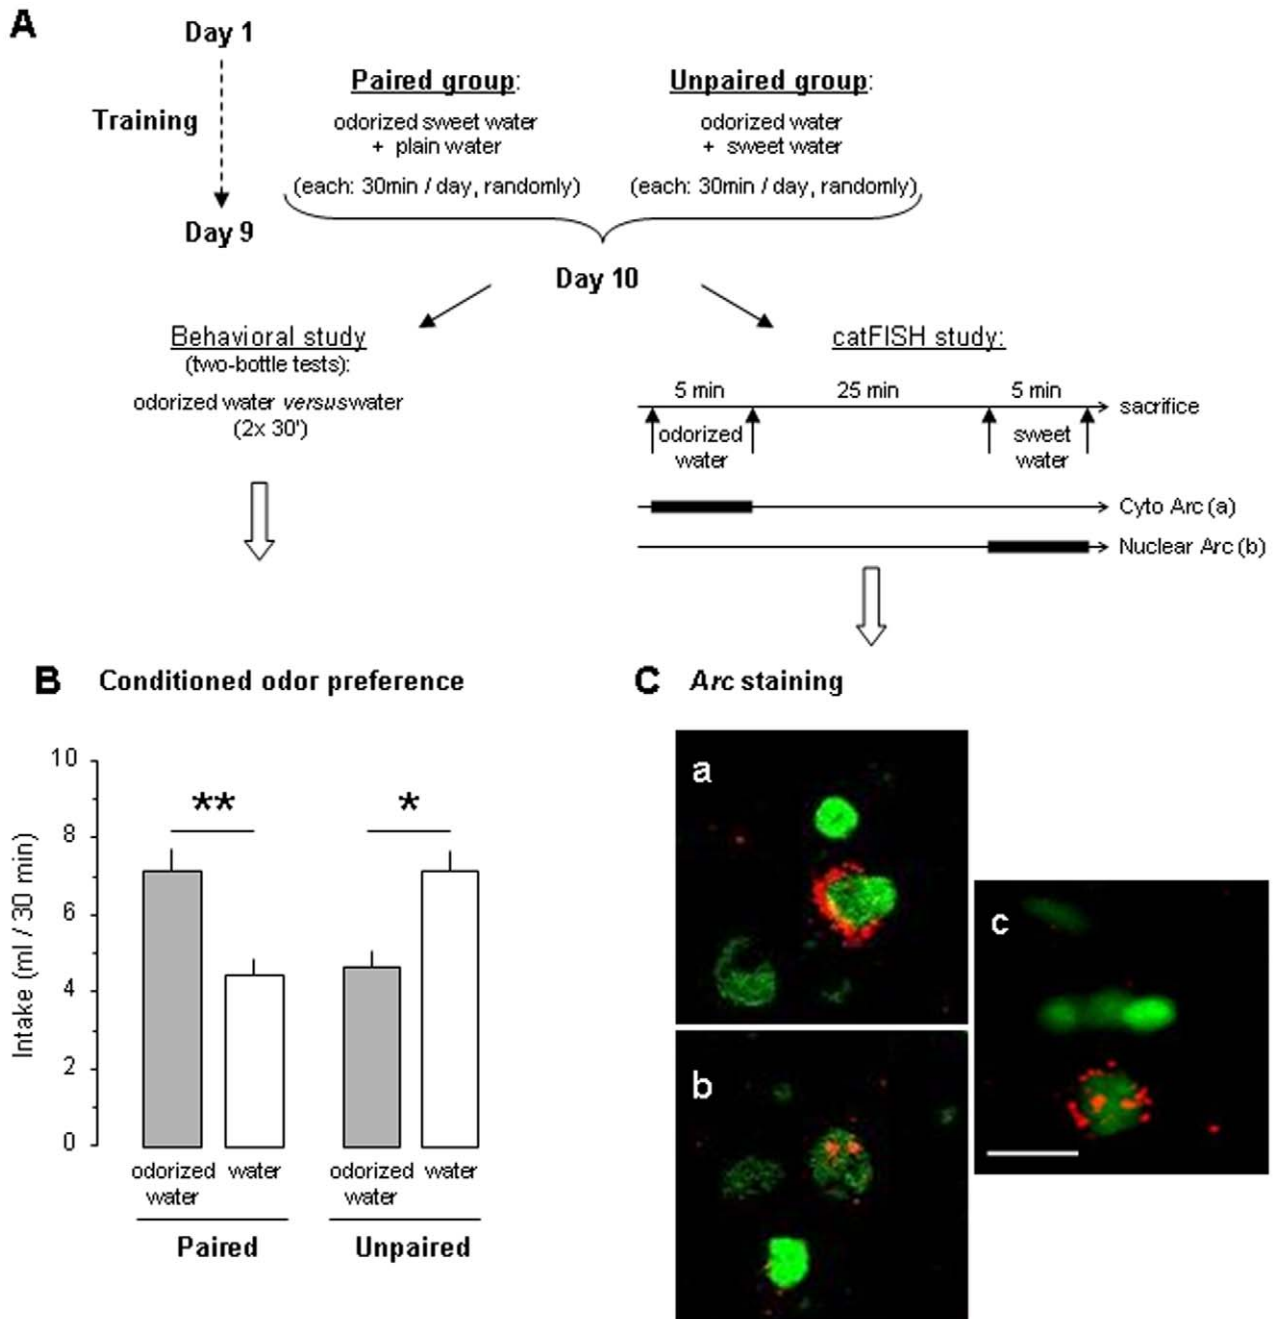 A
Day 1
Training
Day 9
Paired group:
odorized sweet water
+ plain water
(each: 30min / day, randomly)
Unpaired group:
odorized water
+ sweet water
(each: 30min / day, randomly)
Day 10
Behavioral study
(two-bottle tests):
odorized water versuswater
(2x 30')
catFISH study:
5 min
25 min
5 min
sacrifice
odorized
water
sweet
water
Cyto Arc (a)
Nuclear Arc (b)
B Conditioned odor preference
Intake (ml / 30 min)
10
8
6
4
2
0
**
*
odorized
water
water
odorized
water
water
Paired
Unpaired
C Arc staining
a
b
c